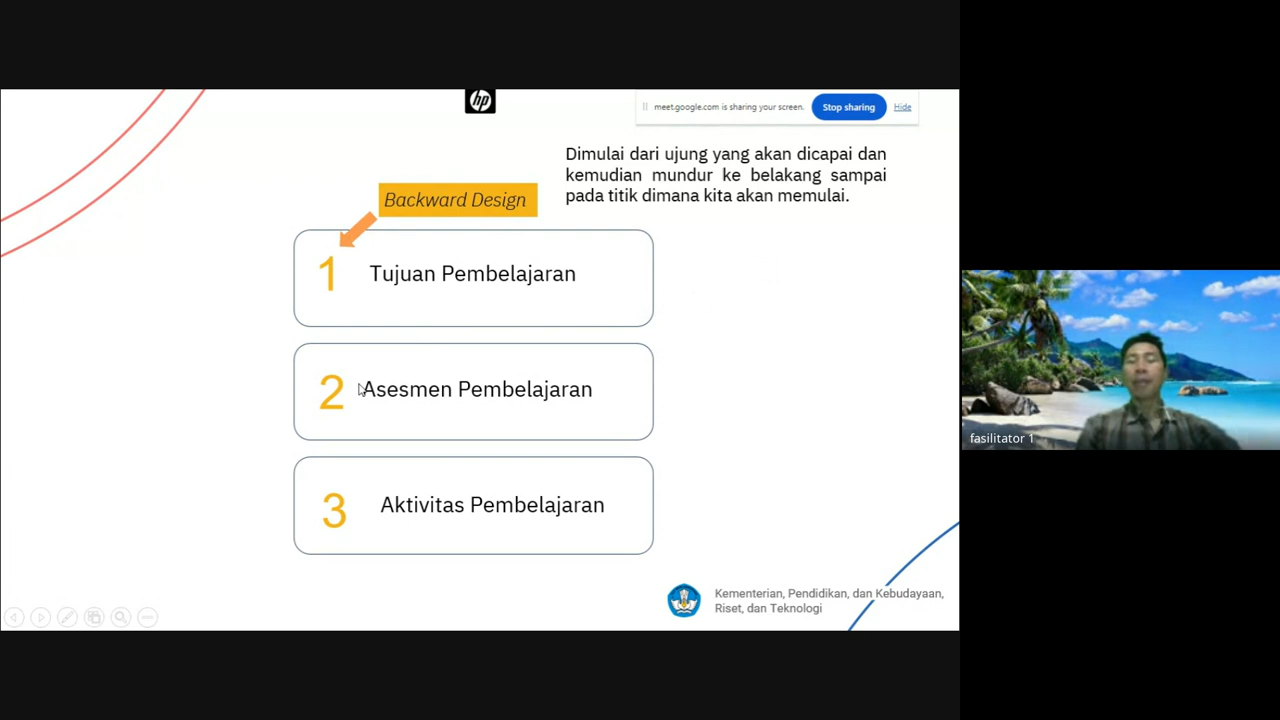 hp
meet.google.com is sharing your screen. Stop sharing Hide
Dimulai dari ujung yang akan dicapai dan
kemudian mundur ke belakang sampai
pada titik dimana kita akan memulai.
Backward Design
1 Tujuan Pembelajaran
2 Asesmen Pembelajaran
3 Aktivitas Pembelajaran
fasilitator 1
Kementerian, Pendidikan, dan Kebudayaan,
Riset, dan Teknologi